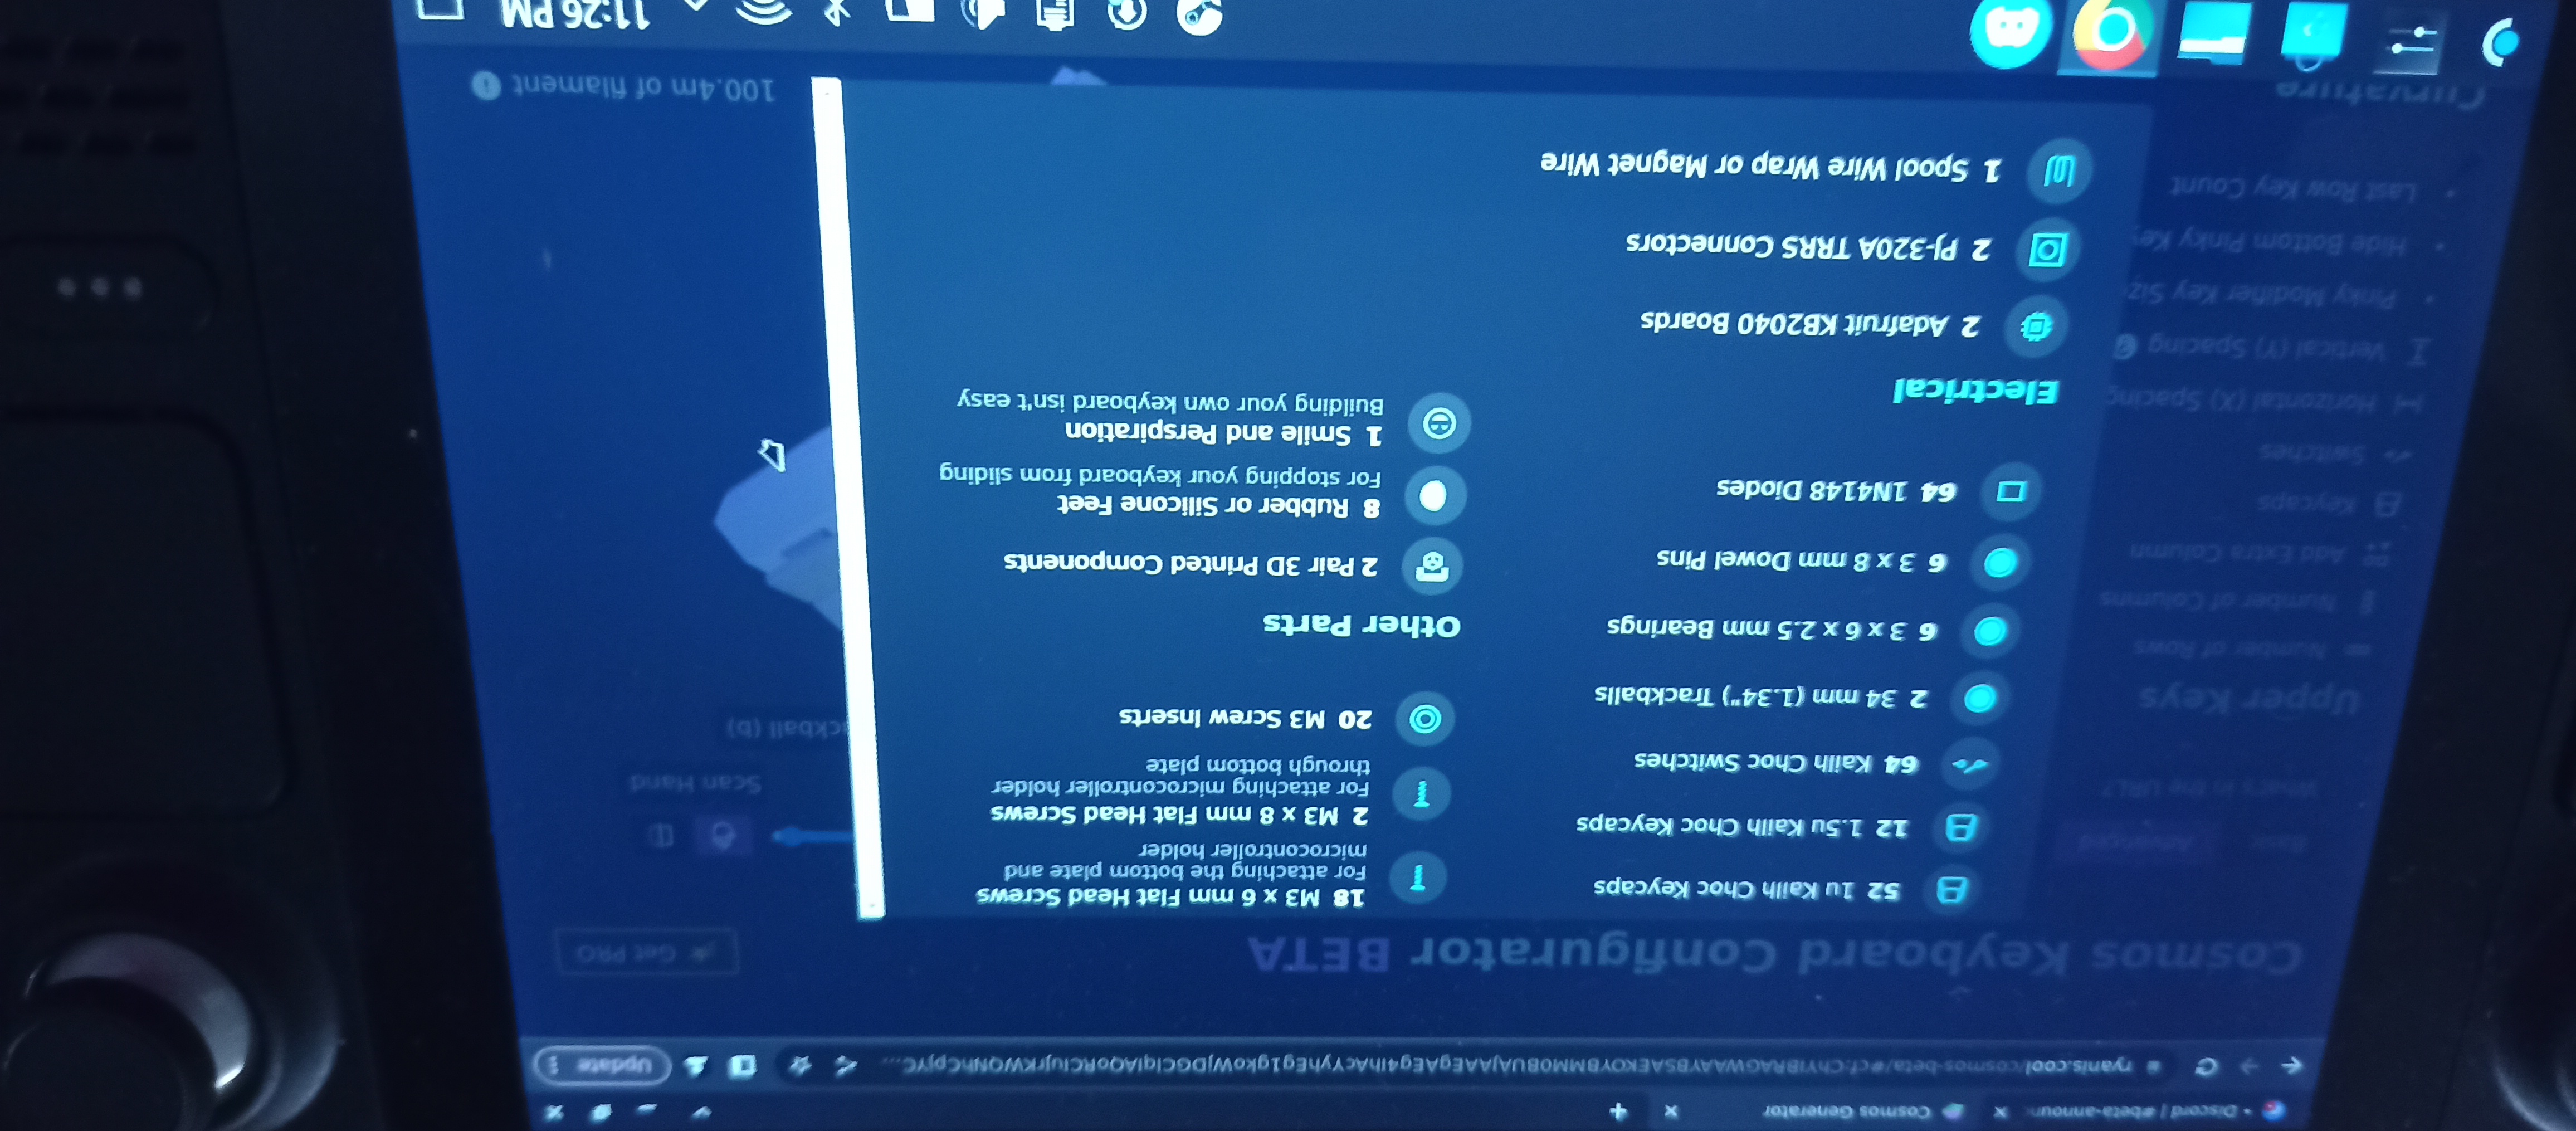 Discord | #beta-announ
Cosmos Generator
ryanis.cool/cosmos-beta/#cf:
Update
Cosmos Keyboard Configurator BETA
Get PRO
Basic
Advanced
What's in the URL?
Scan Hand
ckball (b)
Upper Keys
Number of Rows
Number of Columns
Add Extra Column
Keycaps
Switches
Horizontal (X) Spacing
Vertical (Y) Spacing
Pinky Modifier Key Siz
Hide Bottom Pinky Key
Last Row Key Count
Curvature
52 1u Kailh Choc Keycaps
12 1.5u Kailh Choc Keycaps
64 Kailh Choc Switches
2 34 mm (1.34") Trackballs
6 3 x 6 x 2.5 mm Bearings
6 3 x 8 mm Dowel Pins
64 1N4148 Diodes
Electrical
2 Adafruit KB2040 Boards
2 PJ-320A TRRS Connectors
1 Spool Wire Wrap or Magnet Wire
18 M3 x 6 mm Flat Head Screws
For attaching the bottom plate and
microcontroller holder
2 M3 x 8 mm Flat Head Screws
For attaching microcontroller holder
through bottom plate
20 M3 Screw Inserts
Other Parts
2 Pair 3D Printed Components
8 Rubber or Silicone Feet
For stopping your keyboard from sliding
1 Smile and Perspiration
Building your own keyboard isn't easy
100.4m of filament
11:26 PM